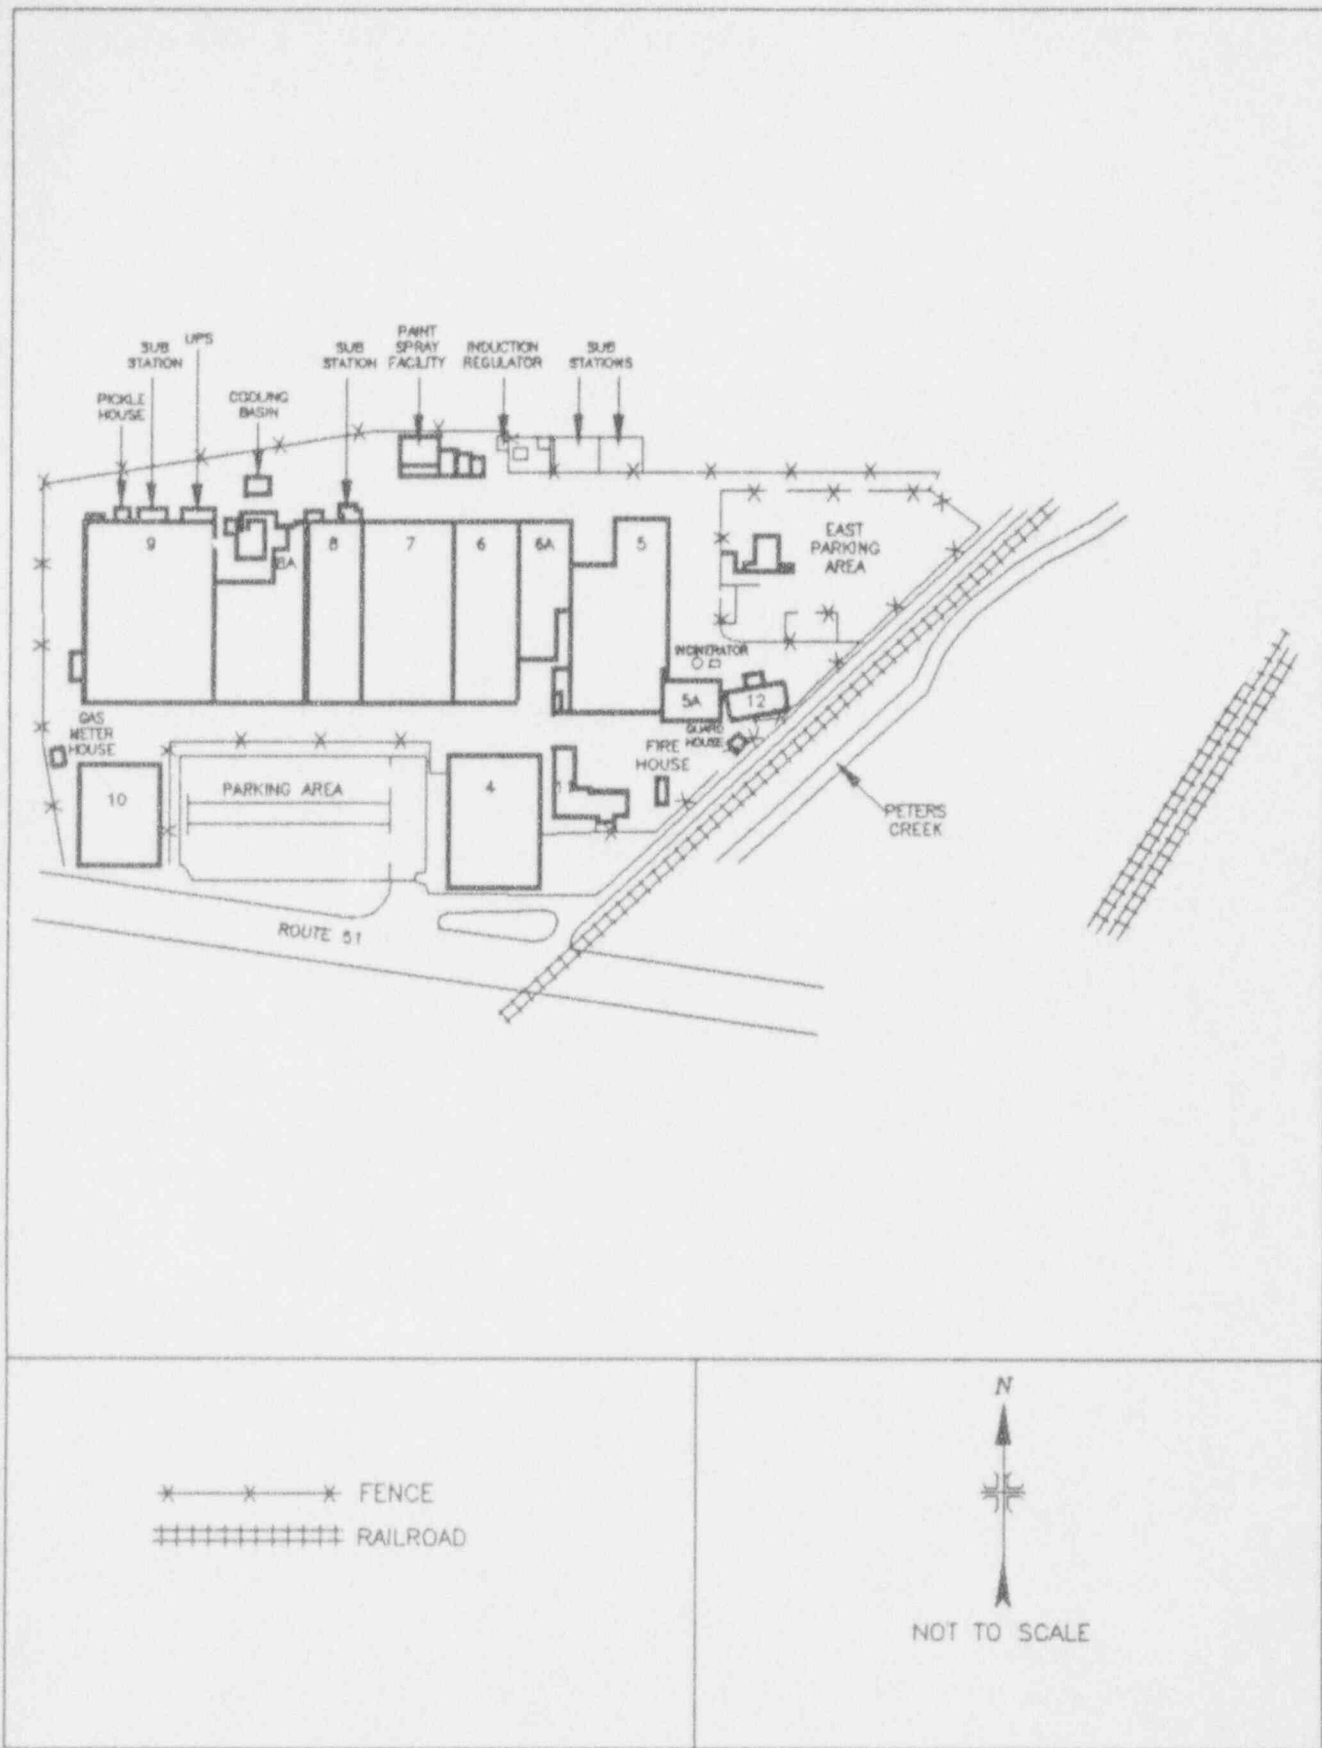 PAINT
SPRAY
FACILITY
UPS
SUB
STATION
SUB
STATION
INDUCTION
REGULATOR
SUB
STATIONS
PICKLE
HOUSE
COOLING
BASIN
9
8A
8
7
6
6A
5
EAST
PARKING
AREA
INCINERATOR
5A
12
GAS
METER
HOUSE
GUARD
HOUSE
FIRE
HOUSE
10
PARKING AREA
4
1
PETERS
CREEK
ROUTE 51
FENCE
RAILROAD
N
NOT TO SCALE